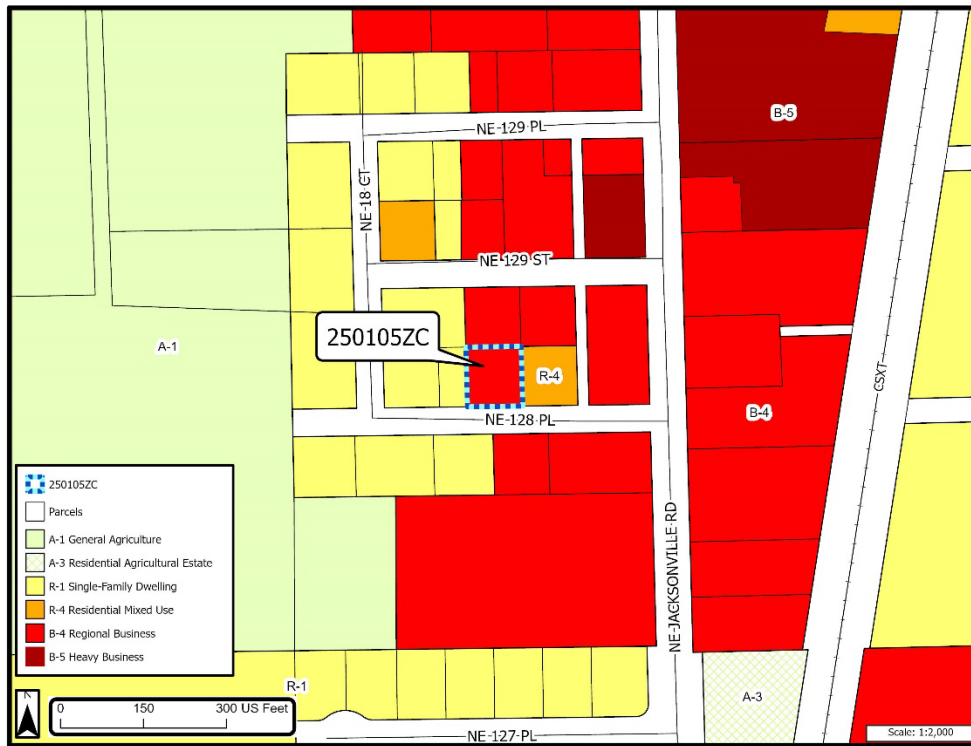 B-5
NE 129 PL
NE 18 CT
NE 129 ST
250105ZC
A-1
R-4
CSXT
B-4
NE 128 PL
250105ZC
Parcels
A-1 General Agriculture
A-3 Residential Agricultural Estate
R-1 Single-Family Dwelling
R-4 Residential Mixed Use
B-4 Regional Business
B-5 Heavy Business
NE JACKSONVILLE RD
R-1
A-3
N
0 150 300 US Feet
NE 127 PL
Scale: 1:2,000